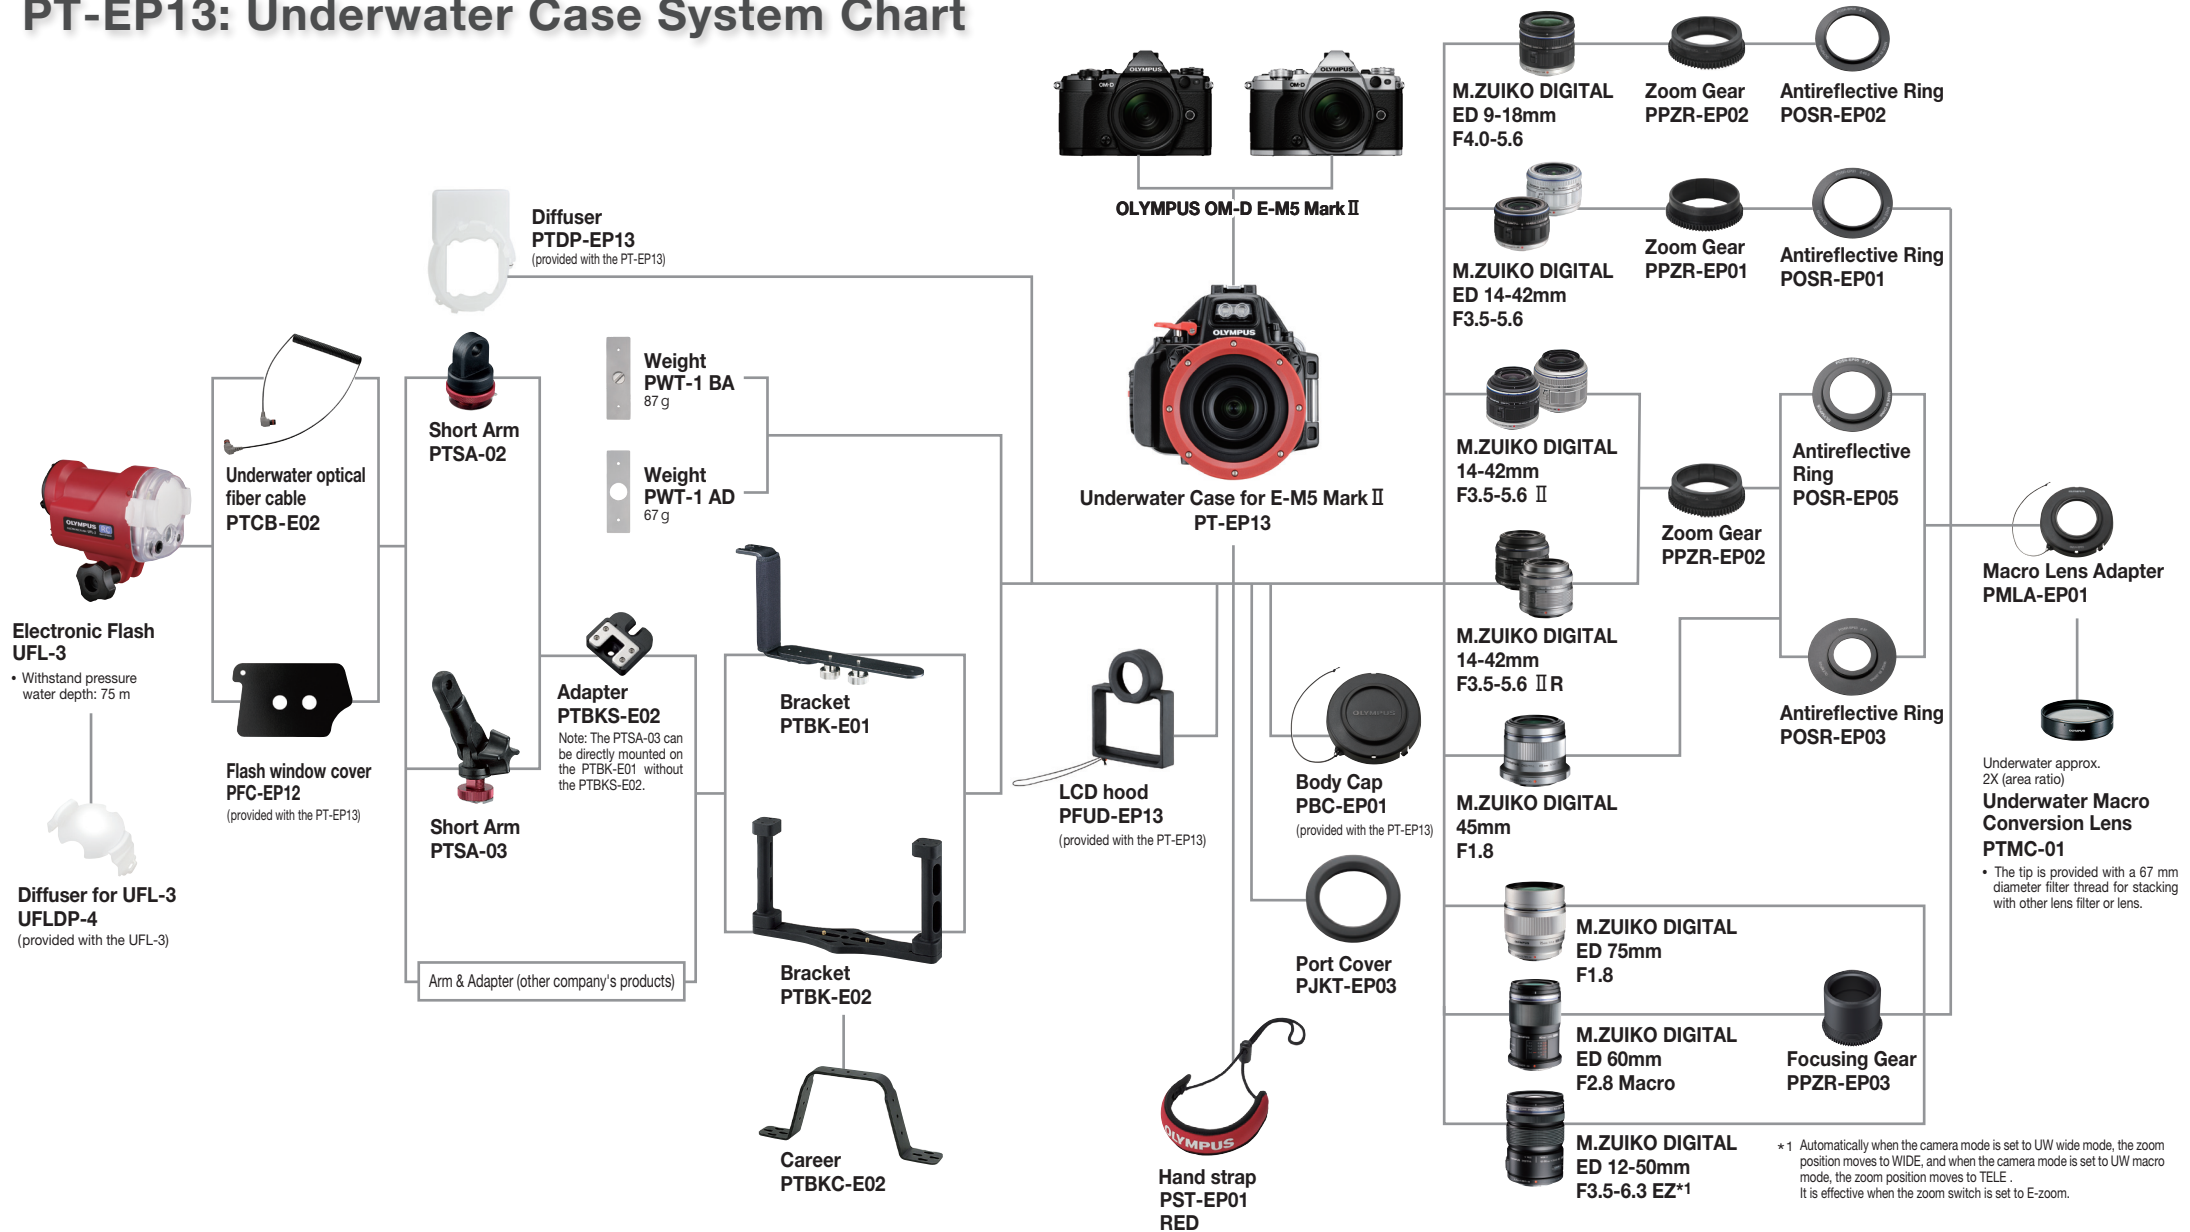 PT-EP13: Underwater Case System Chart
OLYMPUS
OM-D
OLYMPUS
OM-D
OLYMPUS OM-D E-M5 Mark II
OLYMPUS
Underwater Case for E-M5 Mark II
PT-EP13
Diffuser
PTDP-EP13
(provided with the PT-EP13)
Weight
PWT-1 BA
87 g
Weight
PWT-1 AD
67 g
Short Arm
PTSA-02
Underwater optical
fiber cable
PTCB-E02
OLYMPUS
RC
Electronic Flash
UFL-3
• Withstand pressure
water depth: 75 m
Flash window cover
PFC-EP12
(provided with the PT-EP13)
Diffuser for UFL-3
UFLDP-4
(provided with the UFL-3)
Short Arm
PTSA-03
Adapter
PTBKS-E02
Note: The PTSA-03 can
be directly mounted on
the PTBK-E01 without
the PTBKS-E02.
Arm & Adapter (other company's products)
Bracket
PTBK-E01
Bracket
PTBK-E02
Career
PTBKC-E02
LCD hood
PFUD-EP13
(provided with the PT-EP13)
OLYMPUS
Body Cap
PBC-EP01
(provided with the PT-EP13)
Port Cover
PJKT-EP03
OLYMPUS
Hand strap
PST-EP01
RED
M.ZUIKO DIGITAL
ED 9-18mm
F4.0-5.6
Zoom Gear
PPZR-EP02
Antireflective Ring
POSR-EP02
M.ZUIKO DIGITAL
ED 14-42mm
F3.5-5.6
Zoom Gear
PPZR-EP01
Antireflective Ring
POSR-EP01
M.ZUIKO DIGITAL
14-42mm
F3.5-5.6 II
M.ZUIKO DIGITAL
14-42mm
F3.5-5.6 II R
Zoom Gear
PPZR-EP02
Antireflective
Ring
POSR-EP05
Antireflective Ring
POSR-EP03
M.ZUIKO DIGITAL
45mm
F1.8
M.ZUIKO DIGITAL
ED 75mm
F1.8
M.ZUIKO DIGITAL
ED 60mm
F2.8 Macro
M.ZUIKO DIGITAL
ED 12-50mm
F3.5-6.3 EZ*1
Focusing Gear
PPZR-EP03
Macro Lens Adapter
PMLA-EP01
OLYMPUS
Underwater approx.
2X (area ratio)
Underwater Macro
Conversion Lens
PTMC-01
• The tip is provided with a 67 mm
diameter filter thread for stacking
with other lens filter or lens.
*1 Automatically when the camera mode is set to UW wide mode, the zoom
position moves to WIDE, and when the camera mode is set to UW macro
mode, the zoom position moves to TELE .
It is effective when the zoom switch is set to E-zoom.